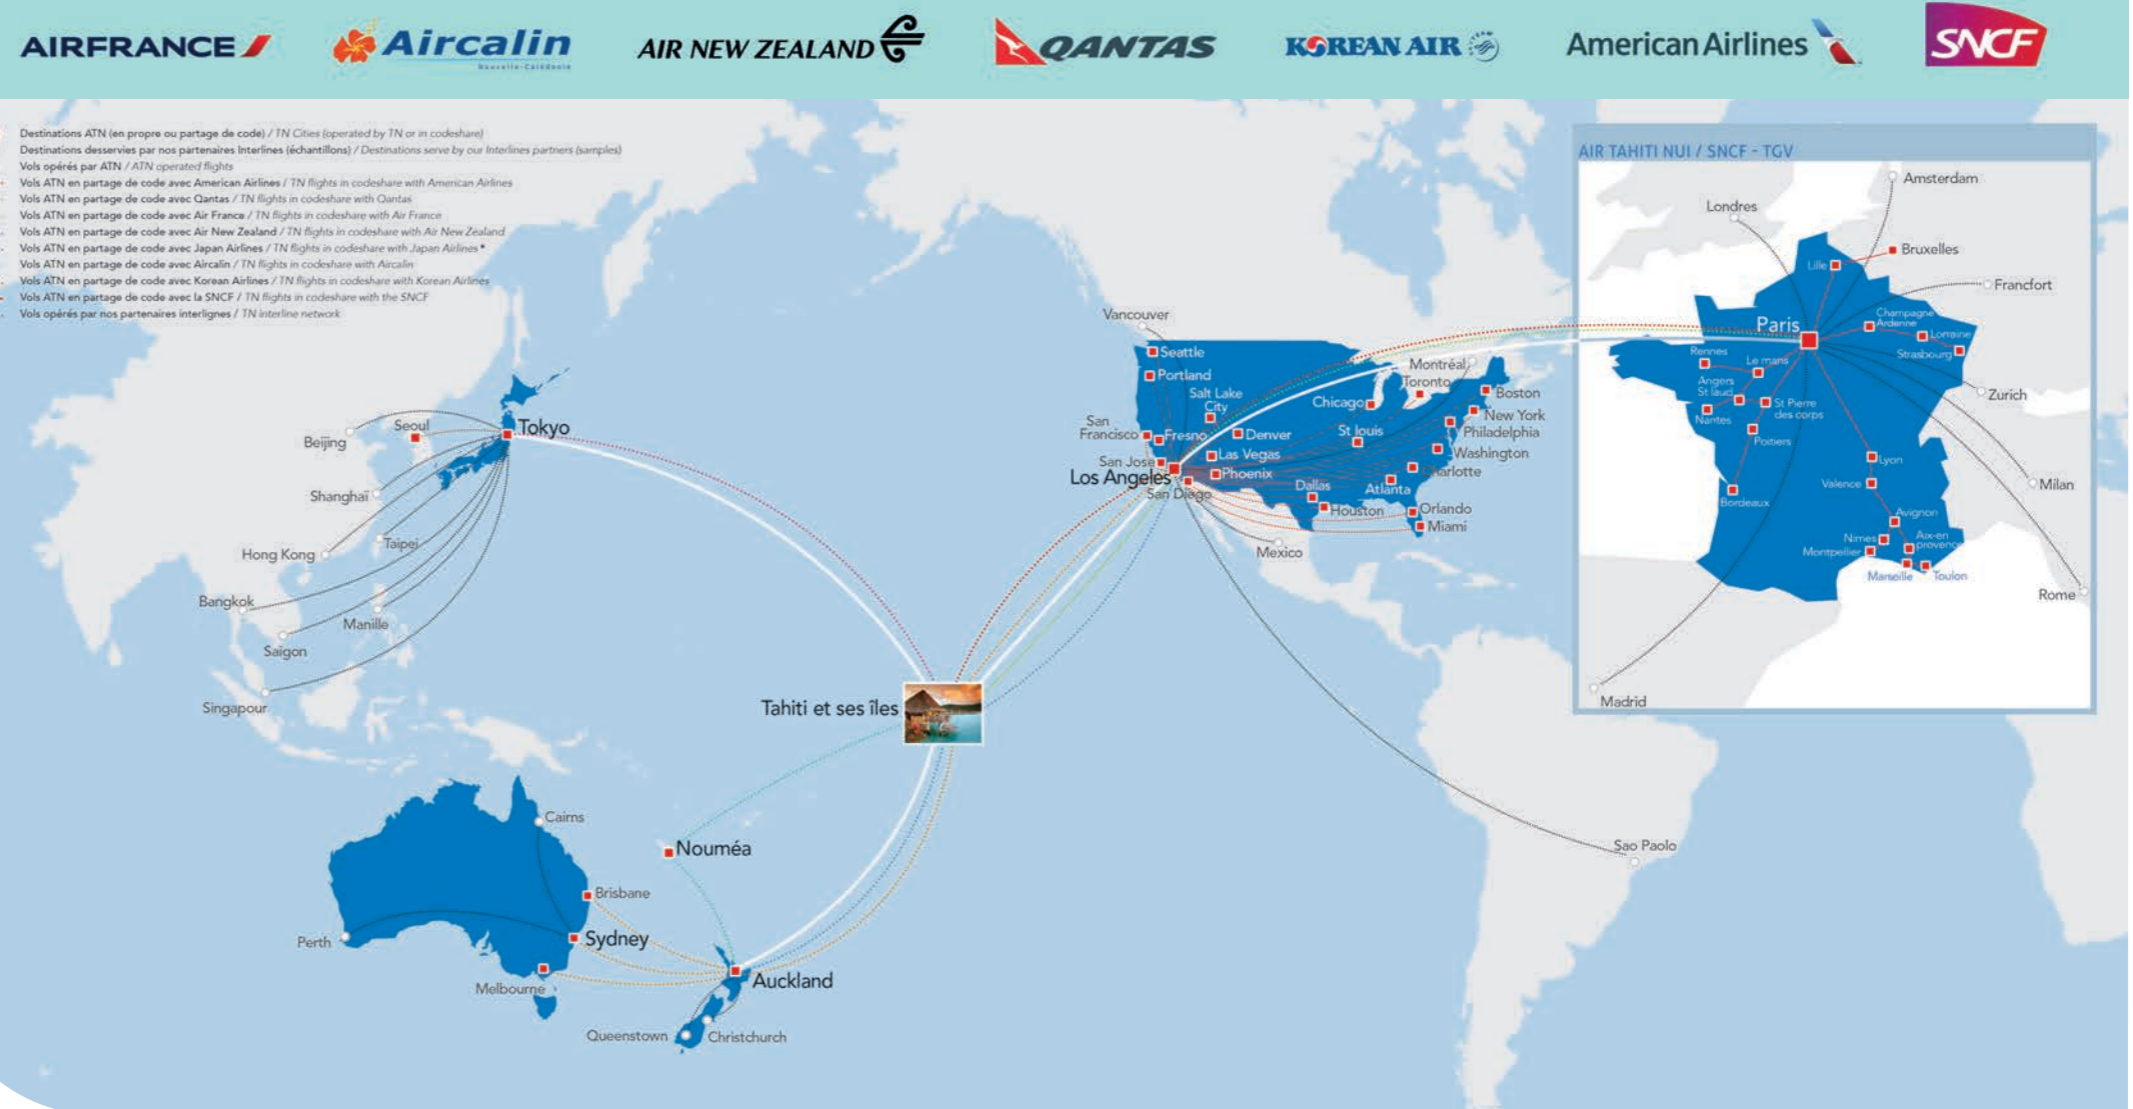 AIRFRANCE
Aircalin
Nouvelle-Calédonie
AIR NEW ZEALAND
QANTAS
KOREAN AIR
American Airlines
SNCF
Destinations ATN (en propre ou partage de code) / TN Cities (operated by TN or in codeshare)
Destinations desservies par nos partenaires Interlines (échantillons) / Destinations serve by our Interlines partners (samples)
Vols opérés par ATN / ATN operated flights
Vols ATN en partage de code avec American Airlines / TN flights in codeshare with American Airlines
Vols ATN en partage de code avec Qantas / TN flights in codeshare with Qantas
Vols ATN en partage de code avec Air France / TN flights in codeshare with Air France
Vols ATN en partage de code avec Air New Zealand / TN flights in codeshare with Air New Zealand
Vols ATN en partage de code avec Japan Airlines / TN flights in codeshare with Japan Airlines *
Vols ATN en partage de code avec Aircalin / TN flights in codeshare with Aircalin
Vols ATN en partage de code avec Korean Airlines / TN flights in codeshare with Korean Airlines
Vols ATN en partage de code avec la SNCF / TN flights in codeshare with the SNCF
Vols opérés par nos partenaires interlignes / TN interline network
Beijing
Seoul
Tokyo
Shanghaï
Hong Kong
Taipei
Bangkok
Manille
Saïgon
Singapour
Tahiti et ses îles
Cairns
Nouméa
Brisbane
Perth
Sydney
Melbourne
Auckland
Queenstown
Christchurch
Vancouver
Seattle
Portland
Salt Lake
City
San
Francisco
Fresno
Denver
San Jose
Las Vegas
Los Angeles
Phoenix
San Diego
Montréal
Toronto
Chicago
Boston
New York
St louis
Philadelphia
Washington
Charlotte
Dallas
Atlanta
Houston
Orlando
Miami
Mexico
Sao Paolo
AIR TAHITI NUI / SNCF - TGV
Amsterdam
Londres
Bruxelles
Lille
Francfort
Champagne
Ardenne
Paris
Lorraine
Strasbourg
Rennes
Le mans
Angers
St laud
St Pierre
des corps
Nantes
Poitiers
Zurich
Lyon
Valence
Milan
Bordeaux
Avignon
Nimes
Aix-en
provence
Montpellier
Marseille
Toulon
Rome
Madrid